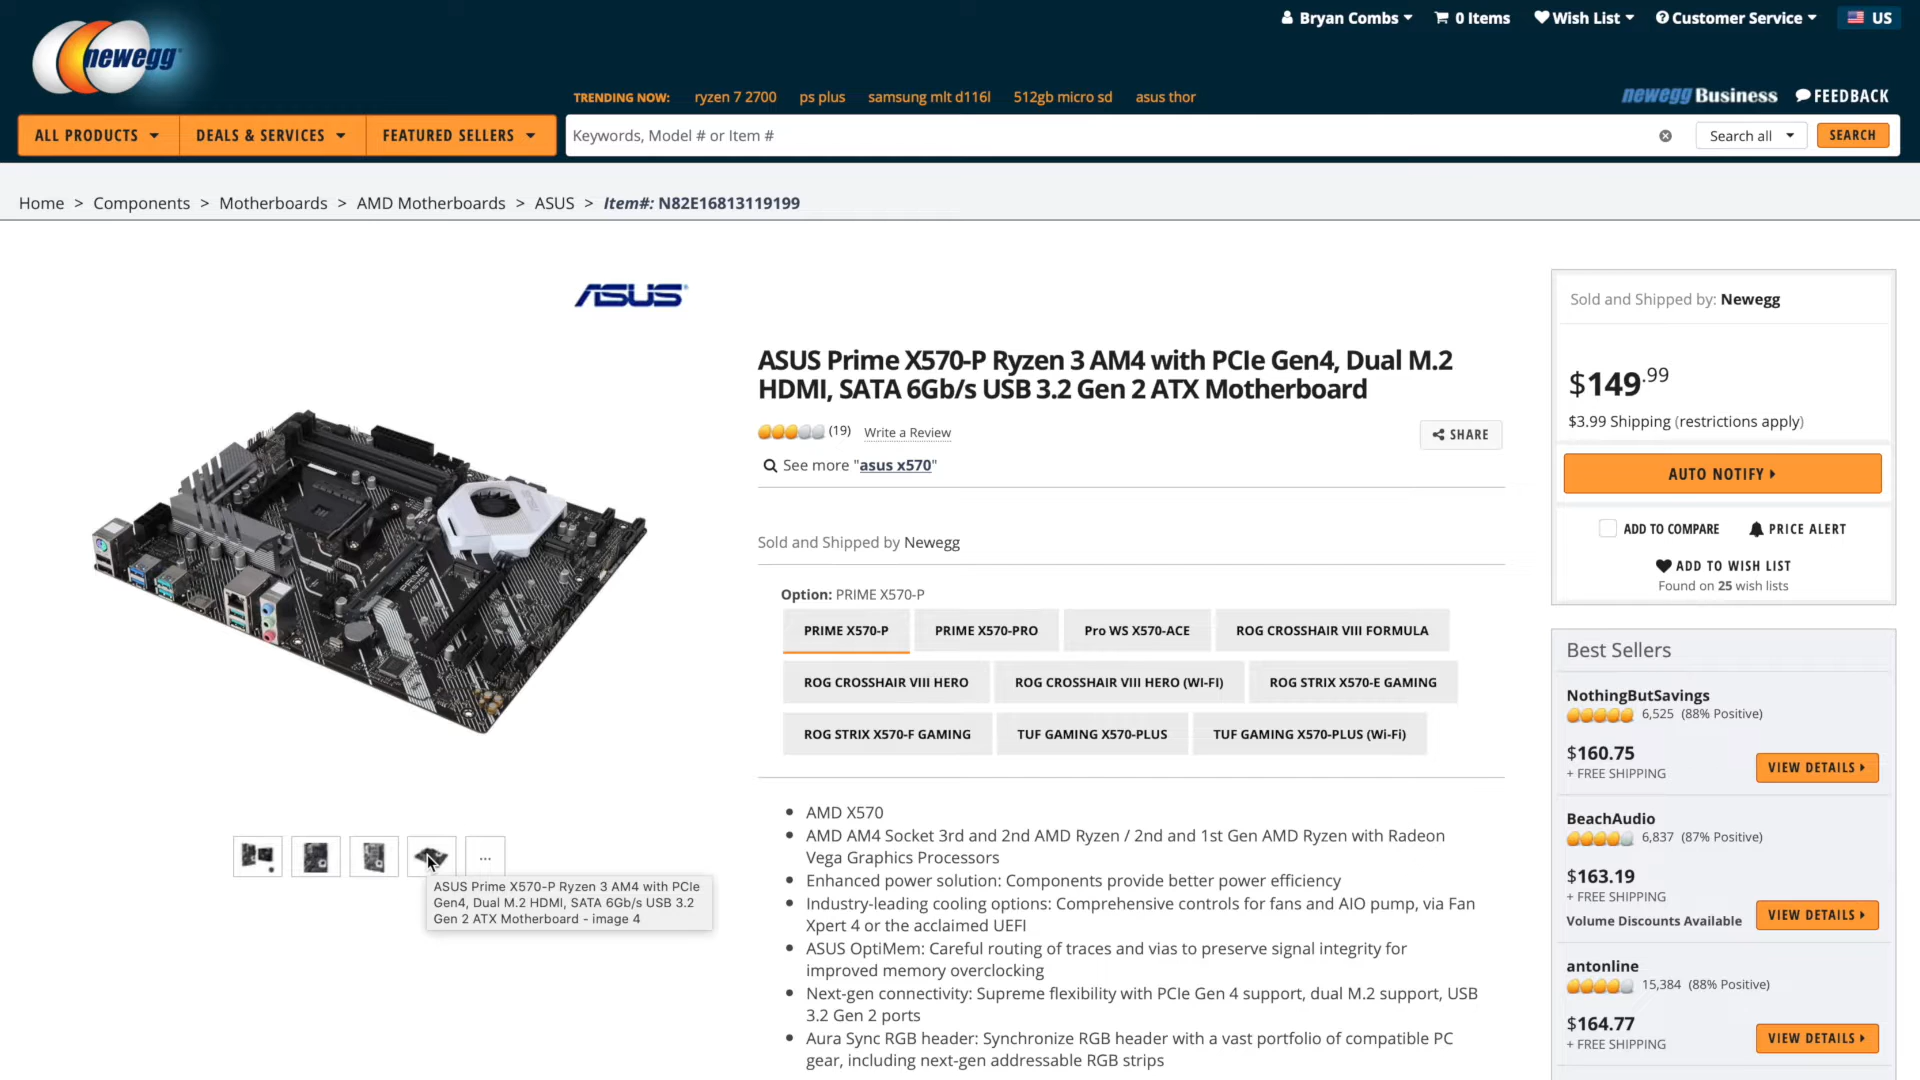 Bryan Combs
0 Items
Wish List
Customer Service
US
newegg
TRENDING NOW:
ryzen 7 2700
ps plus
samsung mlt d116l
512gb micro sd
asus thor
newegg Business
FEEDBACK
ALL PRODUCTS
DEALS & SERVICES
FEATURED SELLERS
Keywords, Model # or Item #
Search all
SEARCH
Home > Components > Motherboards > AMD Motherboards > ASUS > Item#: N82E16813119199
ASUS
ASUS Prime X570-P Ryzen 3 AM4 with PCIe Gen4, Dual M.2
HDMI, SATA 6Gb/s USB 3.2 Gen 2 ATX Motherboard
(19) Write a Review
SHARE
See more "asus x570"
Sold and Shipped by Newegg
Option: PRIME X570-P
PRIME X570-P
PRIME X570-PRO
Pro WS X570-ACE
ROG CROSSHAIR VIII FORMULA
ROG CROSSHAIR VIII HERO
ROG CROSSHAIR VIII HERO (WI-FI)
ROG STRIX X570-E GAMING
ROG STRIX X570-F GAMING
TUF GAMING X570-PLUS
TUF GAMING X570-PLUS (Wi-Fi)
• AMD X570
• AMD AM4 Socket 3rd and 2nd AMD Ryzen / 2nd and 1st Gen AMD Ryzen with Radeon
Vega Graphics Processors
• Enhanced power solution: Components provide better power efficiency
• Industry-leading cooling options: Comprehensive controls for fans and AIO pump, via Fan
Xpert 4 or the acclaimed UEFI
• ASUS OptiMem: Careful routing of traces and vias to preserve signal integrity for
improved memory overclocking
• Next-gen connectivity: Supreme flexibility with PCIe Gen 4 support, dual M.2 support, USB
3.2 Gen 2 ports
• Aura Sync RGB header: Synchronize RGB header with a vast portfolio of compatible PC
gear, including next-gen addressable RGB strips
PRIME
X570-P
...
ASUS Prime X570-P Ryzen 3 AM4 with PCIe
Gen4, Dual M.2 HDMI, SATA 6Gb/s USB 3.2
Gen 2 ATX Motherboard - image 4
Sold and Shipped by: Newegg
$149.99
$3.99 Shipping (restrictions apply)
AUTO NOTIFY
ADD TO COMPARE
PRICE ALERT
ADD TO WISH LIST
Found on 25 wish lists
Best Sellers
NothingButSavings
6,525 (88% Positive)
$160.75
+ FREE SHIPPING
VIEW DETAILS
BeachAudio
6,837 (87% Positive)
$163.19
+ FREE SHIPPING
Volume Discounts Available
VIEW DETAILS
antonline
15,384 (88% Positive)
$164.77
+ FREE SHIPPING
VIEW DETAILS